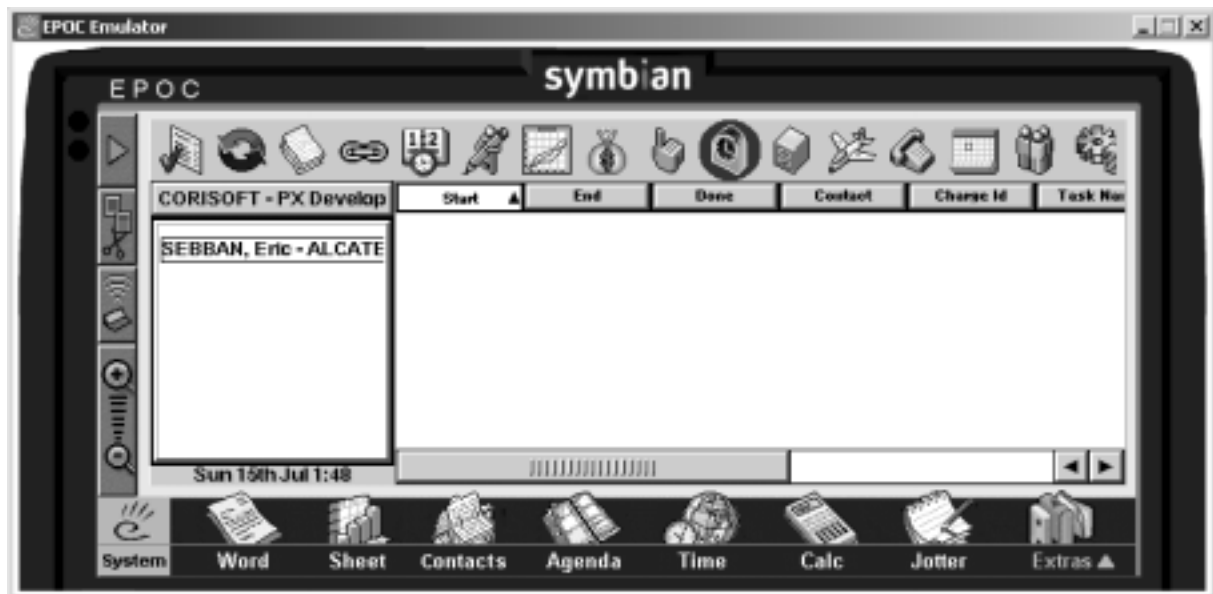 EPOC Emulator
symbian
EPOC
CORISOFT - PX Develop Start End Done Contact Charge Id Task Nar
SEBBAN, Eric - ALCATE
Sun 15th Jul 1:48
System Word Sheet Contacts Agenda Time Calc Jotter Extras